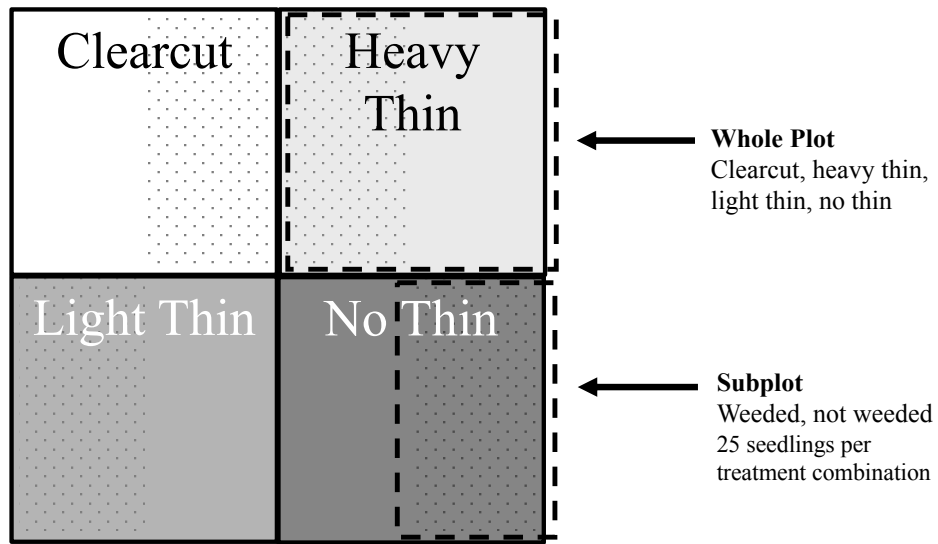 Clearcut
Heavy
Thin
Whole Plot
Clearcut, heavy thin,
light thin, no thin
Light Thin
No Thin
Subplot
Weeded, not weeded
25 seedlings per
treatment combination